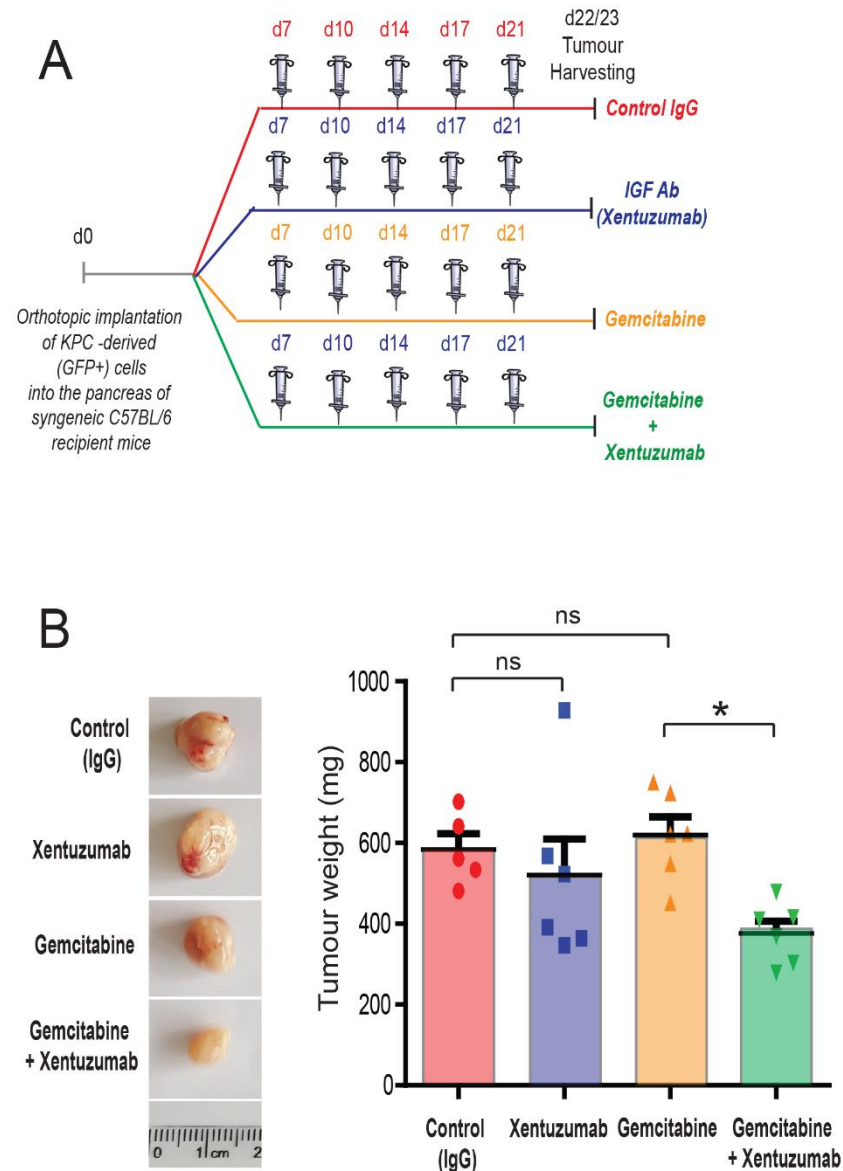 A
d7 d10 d14 d17 d21
d22/23
Tumour
Harvesting
Control IgG
d7 d10 d14 d17 d21
IGF Ab
(Xentuzumab)
d0
d7 d10 d14 d17 d21
Gemcitabine
Orthotopic implantation
of KPC -derived
(GFP+) cells
into the pancreas of
syngeneic C57BL/6
recipient mice
d7 d10 d14 d17 d21
Gemcitabine
+
Xentuzumab
B
Control
(IgG)
Xentuzumab
Gemcitabine
Gemcitabine
+ Xentuzumab
0 1 cm 2
ns
ns
*
Tumour weight (mg)
1000
800
600
400
200
0
Control
(IgG)
Xentuzumab
Gemcitabine
Gemcitabine
+ Xentuzumab